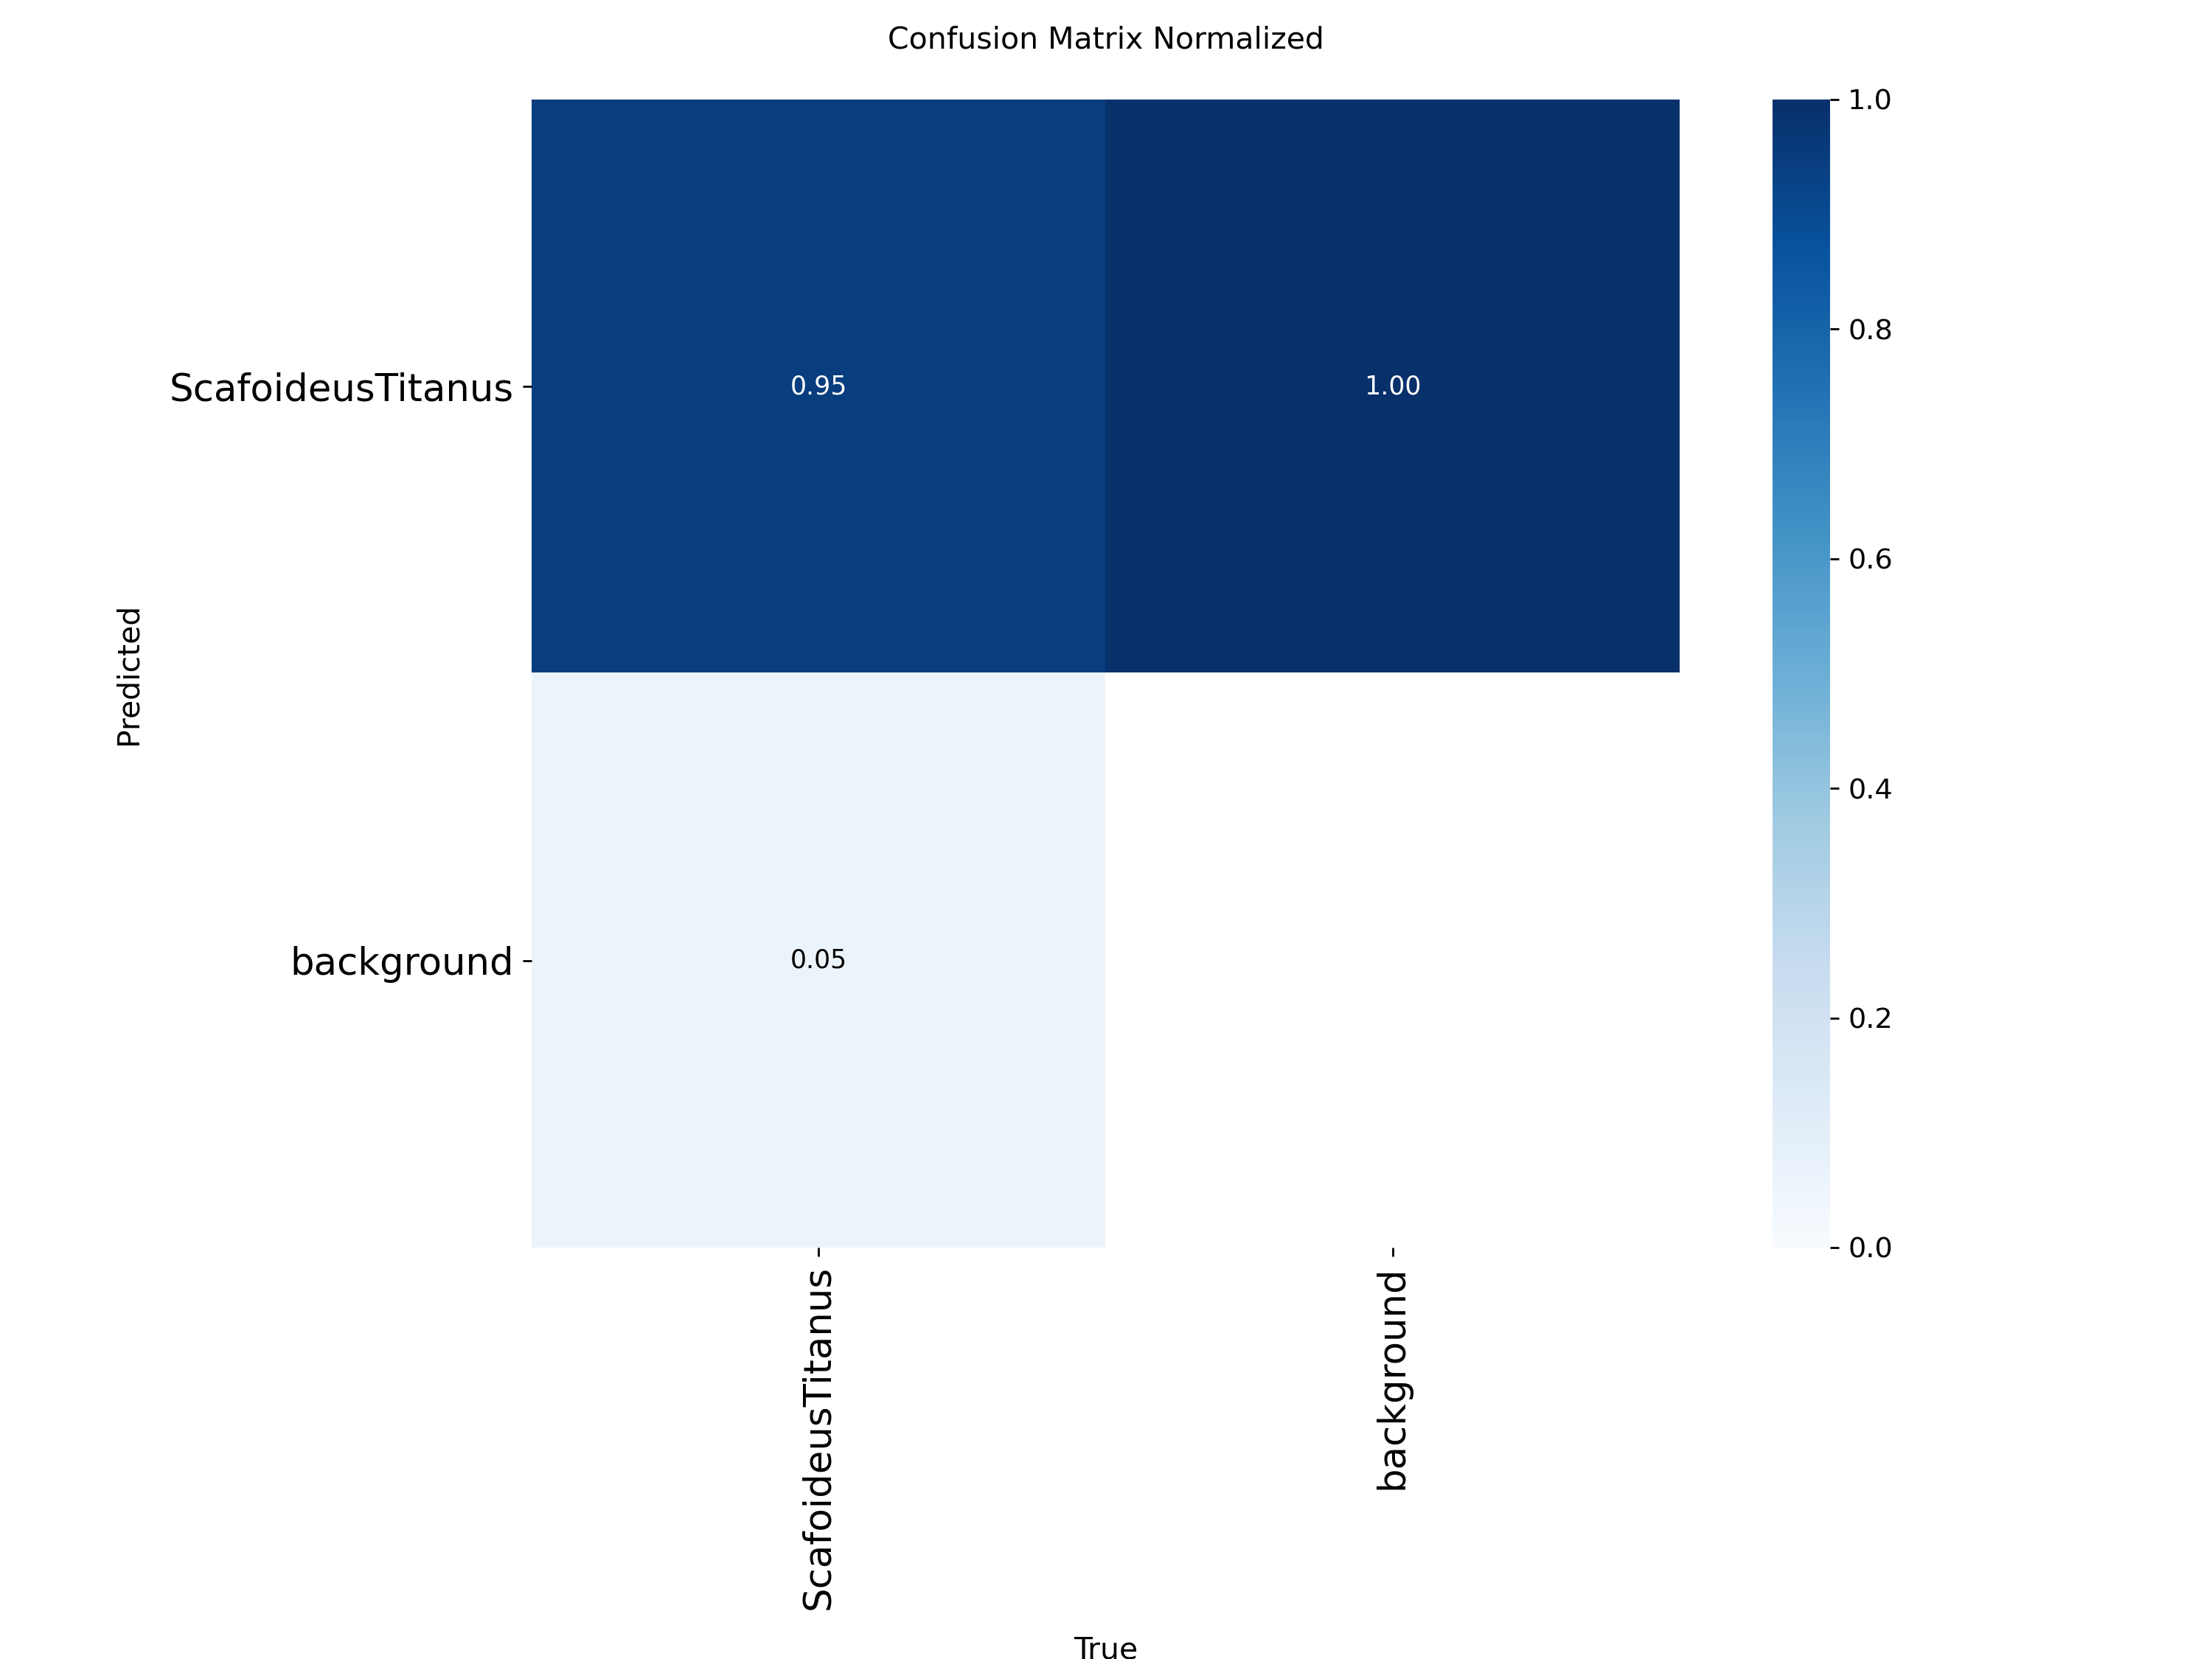 Confusion Matrix Normalized
1.0
0.8
0.6
0.4
0.2
0.0
Predicted
ScafoideusTitanus
0.95
1.00
background
0.05
ScafoideusTitanus
background
True